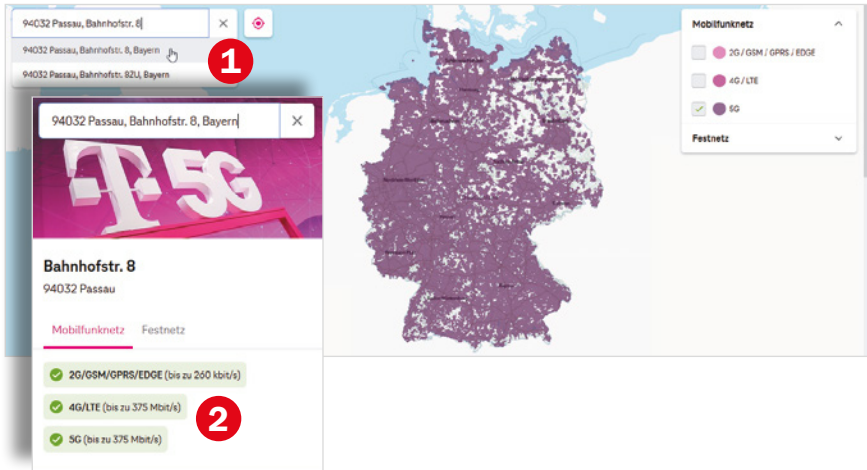 94032 Passau, Bahnhofstr. 8
94032 Passau, Bahnhofstr. 8, Bayern
94032 Passau, Bahnhofstr. 82U, Bayern
1
Mobilfunknetz
2G / GSM / GPRS / EDGE
4G / LTE
5G
Festnetz
94032 Passau, Bahnhofstr. 8, Bayern
T 5G
Bahnhofstr. 8
94032 Passau
Mobilfunknetz Festnetz
2G/GSM/GPRS/EDGE (bis zu 260 kbit/s)
4G/LTE (bis zu 375 Mbit/s)
5G (bis zu 375 Mbit/s)
2